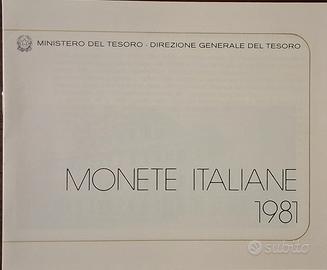 MINISTERO DEL TESORO - DIREZIONE GENERALE DEL TESORO
MONETE ITALIANE
1981
subito